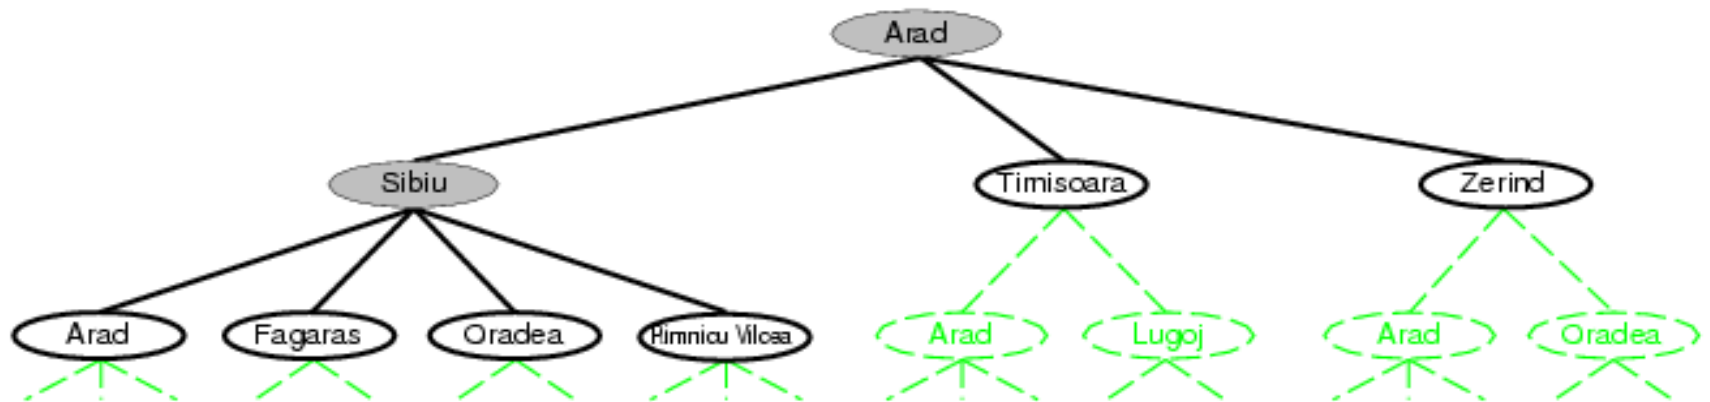 Arad
Sibiu
Timisoara
Zerind
Arad
Fagaras
Oradea
Rimnicu Vilcea
Arad
Lugoj
Arad
Oradea